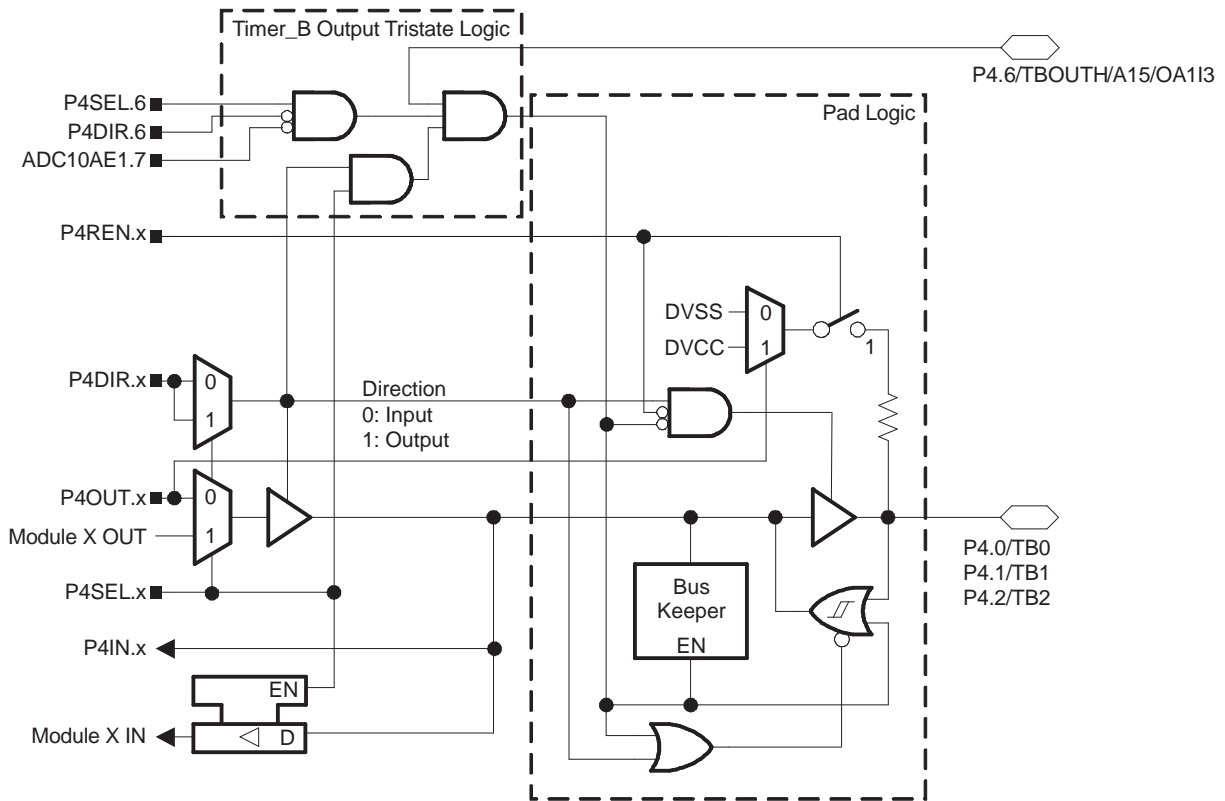 Timer_B Output Tristate Logic
P4.6/TBOUTH/A15/OA1I3
P4SEL.6
P4DIR.6
ADC10AE1.7
Pad Logic
P4REN.x
DVSS
0
DVCC
1
1
P4DIR.x
0
1
Direction
0: Input
1: Output
P4OUT.x
0
Module X OUT
1
P4SEL.x
P4.0/TB0
P4.1/TB1
P4.2/TB2
Bus
Keeper
EN
P4IN.x
EN
Module X IN
D